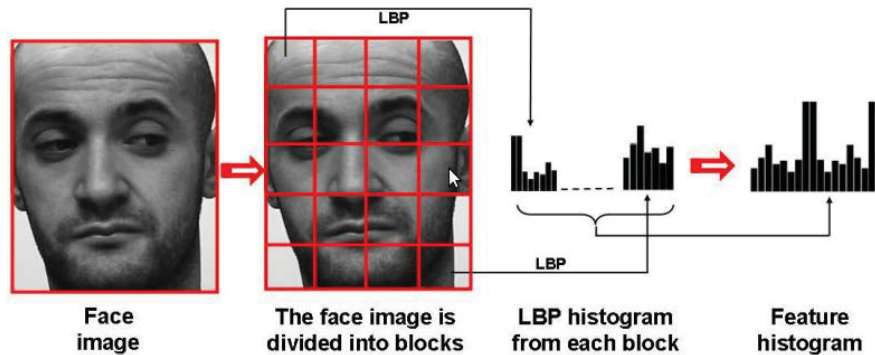 LBP
LBP
Face
image
The face image is
divided into blocks
LBP histogram
from each block
Feature
histogram